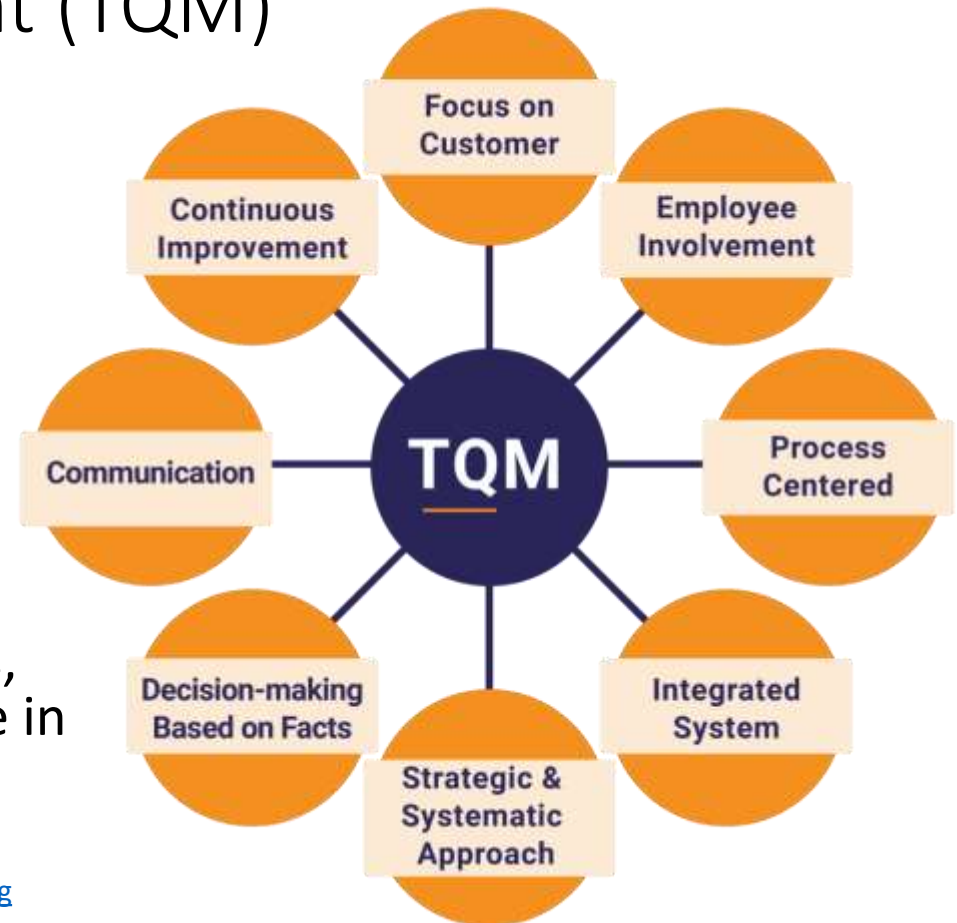 (TQM)
Focus on
Customer
Continuous
Improvement
Employee
Involvement
Communication
TQM
Process
Centered
e in
Decision-making
Based on Facts
Integrated
System
Strategic &
Systematic
Approach
g